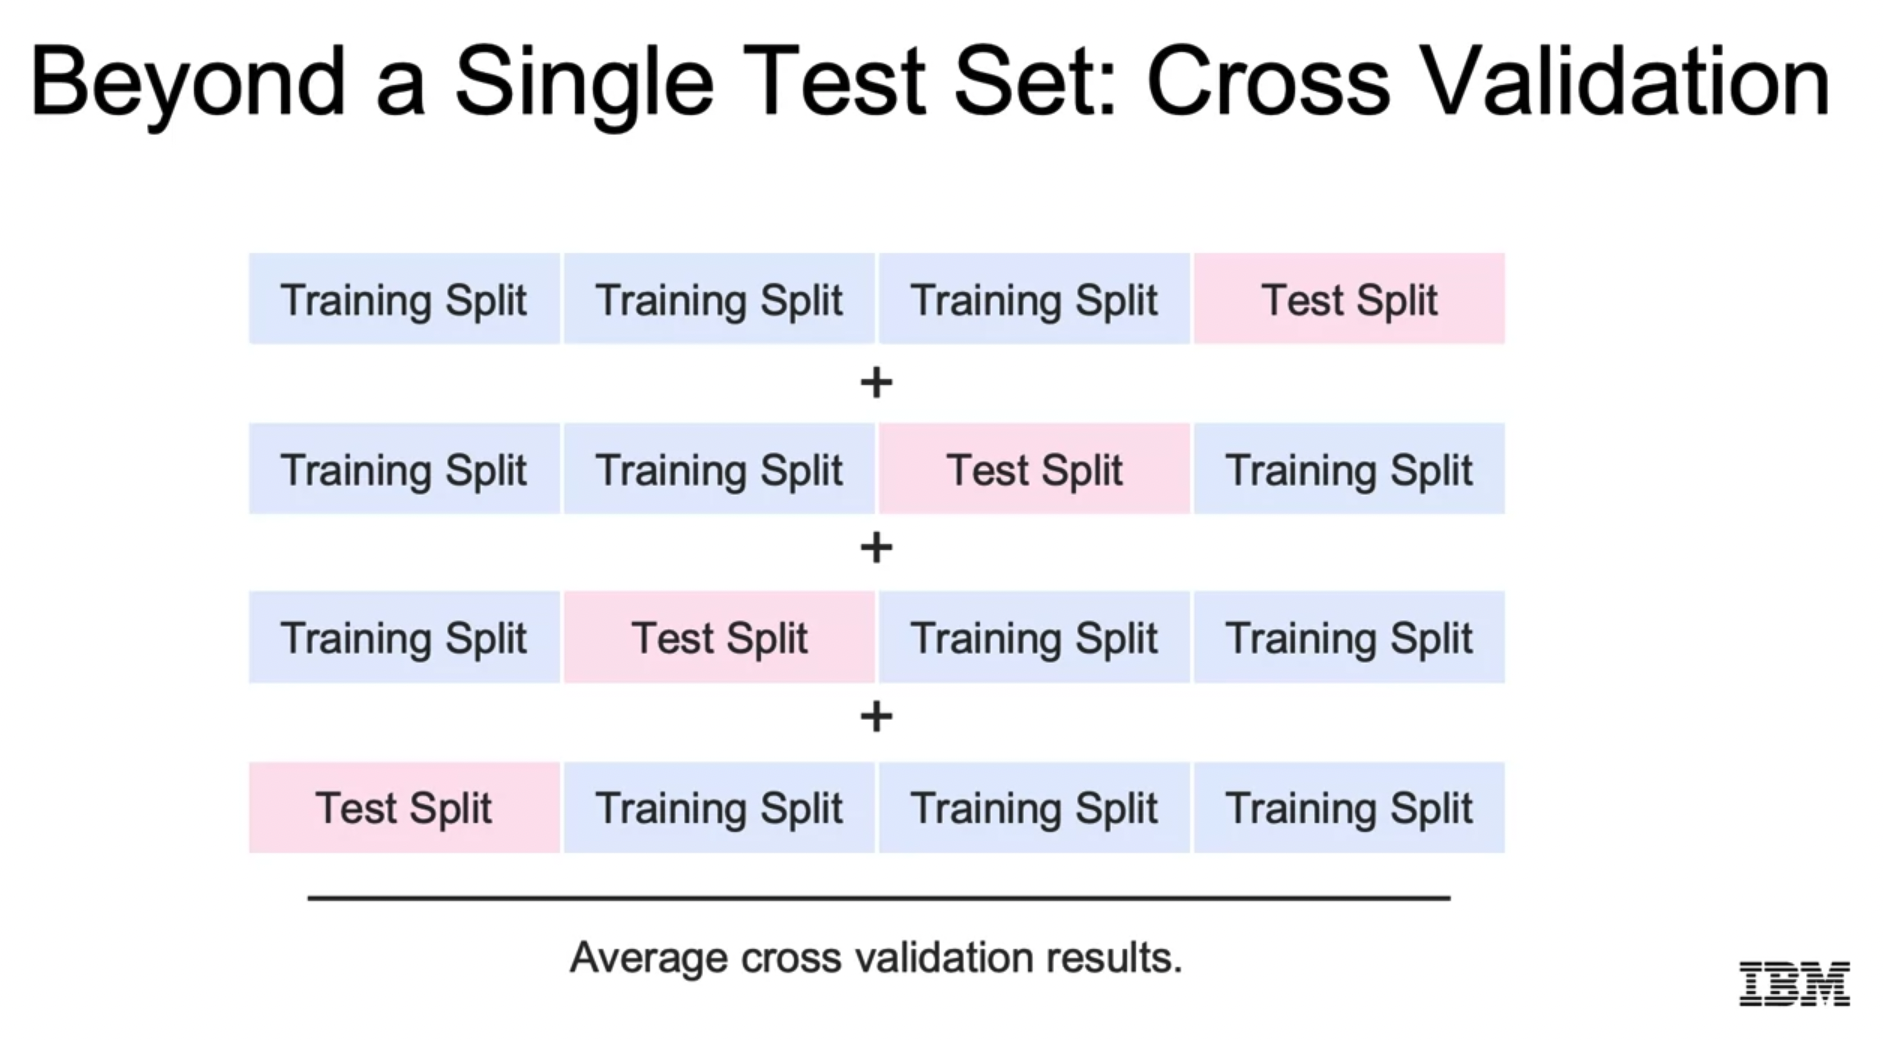 Beyond a Single Test Set: Cross Validation
Training Split Training Split Training Split Test Split
+
Training Split Training Split Test Split Training Split
+
Training Split Test Split Training Split Training Split
+
Test Split Training Split Training Split Training Split
Average cross validation results.
IBM